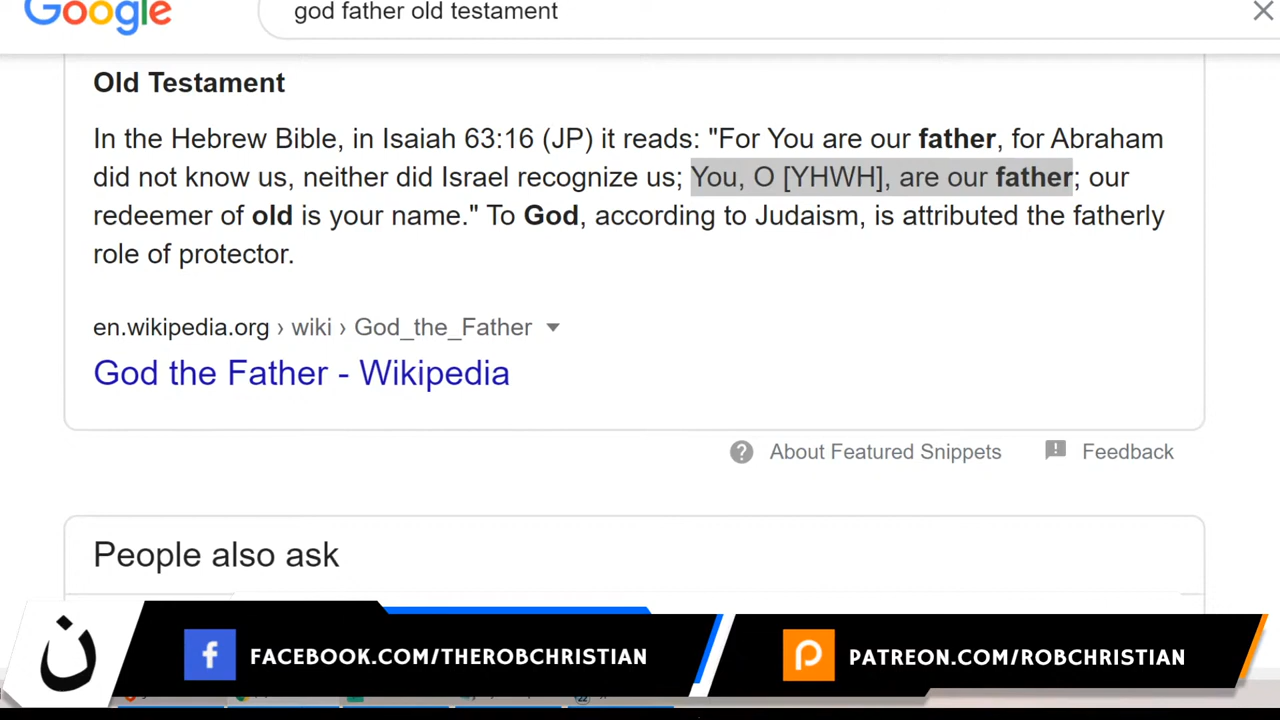 Google
god father old testament
Old Testament
In the Hebrew Bible, in Isaiah 63:16 (JP) it reads: "For You are our father, for Abraham
did not know us, neither did Israel recognize us; You, O [YHWH], are our father; our
redeemer of old is your name." To God, according to Judaism, is attributed the fatherly
role of protector.
en.wikipedia.org › wiki › God_the_Father
God the Father - Wikipedia
About Featured Snippets
Feedback
People also ask
ن
FACEBOOK.COM/THEROBCHRISTIAN
PATREON.COM/ROBCHRISTIAN